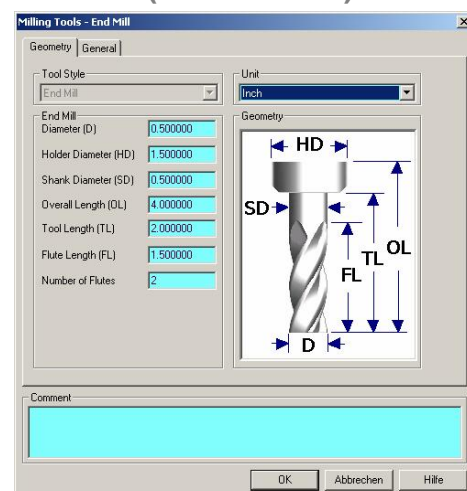 Milling Tools - End Mill
Geometry General
Tool Style
End Mill
Unit
Inch
End Mill
Diameter (D) 0.500000
Holder Diameter (HD) 1.500000
Shank Diameter (SD) 0.500000
Overall Length (OL) 4.000000
Tool Length (TL) 2.000000
Flute Length (FL) 1.500000
Number of Flutes 2
Geometry
HD
SD
FL
TL
OL
D
Comment
OK Abbrechen Hilfe